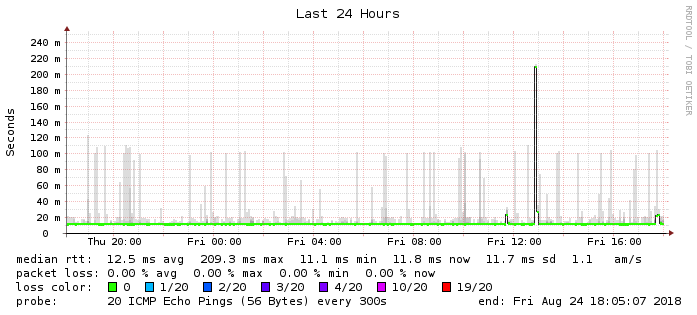 Last 24 Hours
RRDTOOL / TOBI OETIKER
Seconds
240 m
220 m
200 m
180 m
160 m
140 m
120 m
100 m
80 m
60 m
40 m
20 m
0
Thu 20:00 Fri 00:00 Fri 04:00 Fri 08:00 Fri 12:00 Fri 16:00
median rtt: 12.5 ms avg 209.3 ms max 11.1 ms min 11.8 ms now 11.7 ms sd 1.1 am/s
packet loss: 0.00 % avg 0.00 % max 0.00 % min 0.00 % now
loss color: 0 1/20 2/20 3/20 4/20 10/20 19/20
probe: 20 ICMP Echo Pings (56 Bytes) every 300s end: Fri Aug 24 18:05:07 2018